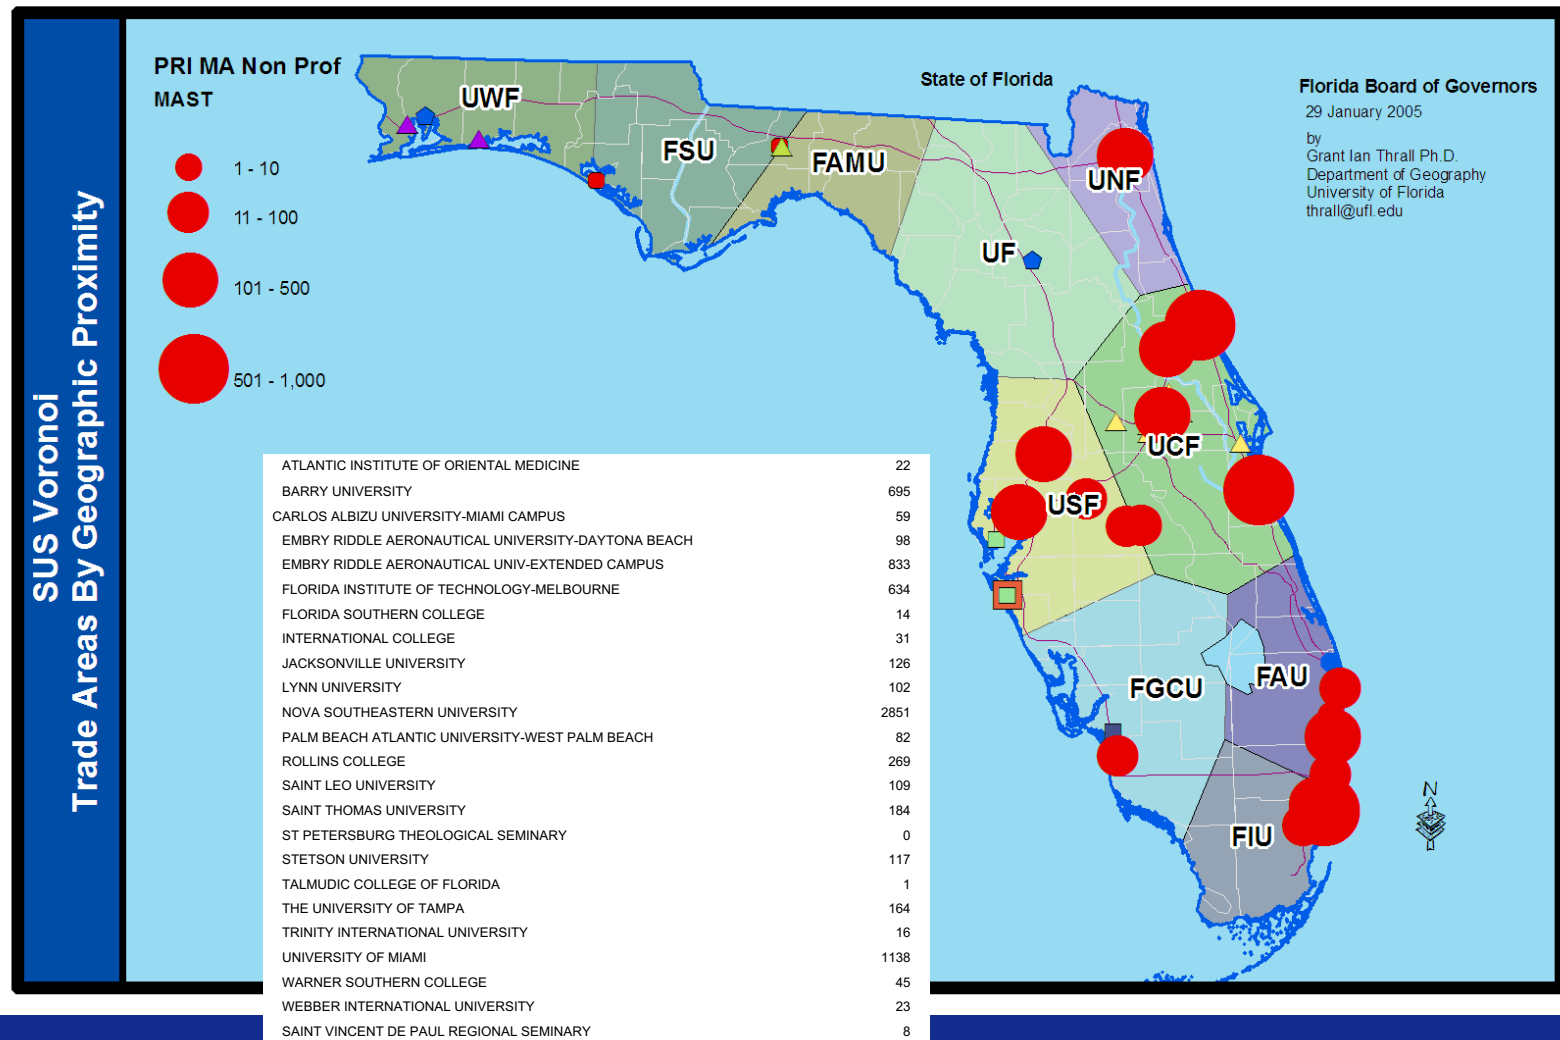 SUS Voronoi
Trade Areas By Geographic Proximity
PRI MA Non Prof
MAST
1 - 10
11 - 100
101 - 500
501 - 1,000
State of Florida
Florida Board of Governors
29 January 2005
by
Grant Ian Thrall Ph.D.
Department of Geography
University of Florida
thrall@ufl.edu
UWF
FSU
FAMU
UNF
UF
UCF
USF
FGCU
FAU
FIU
N
ATLANTIC INSTITUTE OF ORIENTAL MEDICINE 22
BARRY UNIVERSITY 695
CARLOS ALBIZU UNIVERSITY-MIAMI CAMPUS 59
EMBRY RIDDLE AERONAUTICAL UNIVERSITY-DAYTONA BEACH 98
EMBRY RIDDLE AERONAUTICAL UNIV-EXTENDED CAMPUS 833
FLORIDA INSTITUTE OF TECHNOLOGY-MELBOURNE 634
FLORIDA SOUTHERN COLLEGE 14
INTERNATIONAL COLLEGE 31
JACKSONVILLE UNIVERSITY 126
LYNN UNIVERSITY 102
NOVA SOUTHEASTERN UNIVERSITY 2851
PALM BEACH ATLANTIC UNIVERSITY-WEST PALM BEACH 82
ROLLINS COLLEGE 269
SAINT LEO UNIVERSITY 109
SAINT THOMAS UNIVERSITY 184
ST PETERSBURG THEOLOGICAL SEMINARY 0
STETSON UNIVERSITY 117
TALMUDIC COLLEGE OF FLORIDA 1
THE UNIVERSITY OF TAMPA 164
TRINITY INTERNATIONAL UNIVERSITY 16
UNIVERSITY OF MIAMI 1138
WARNER SOUTHERN COLLEGE 45
WEBBER INTERNATIONAL UNIVERSITY 23
SAINT VINCENT DE PAUL REGIONAL SEMINARY 8